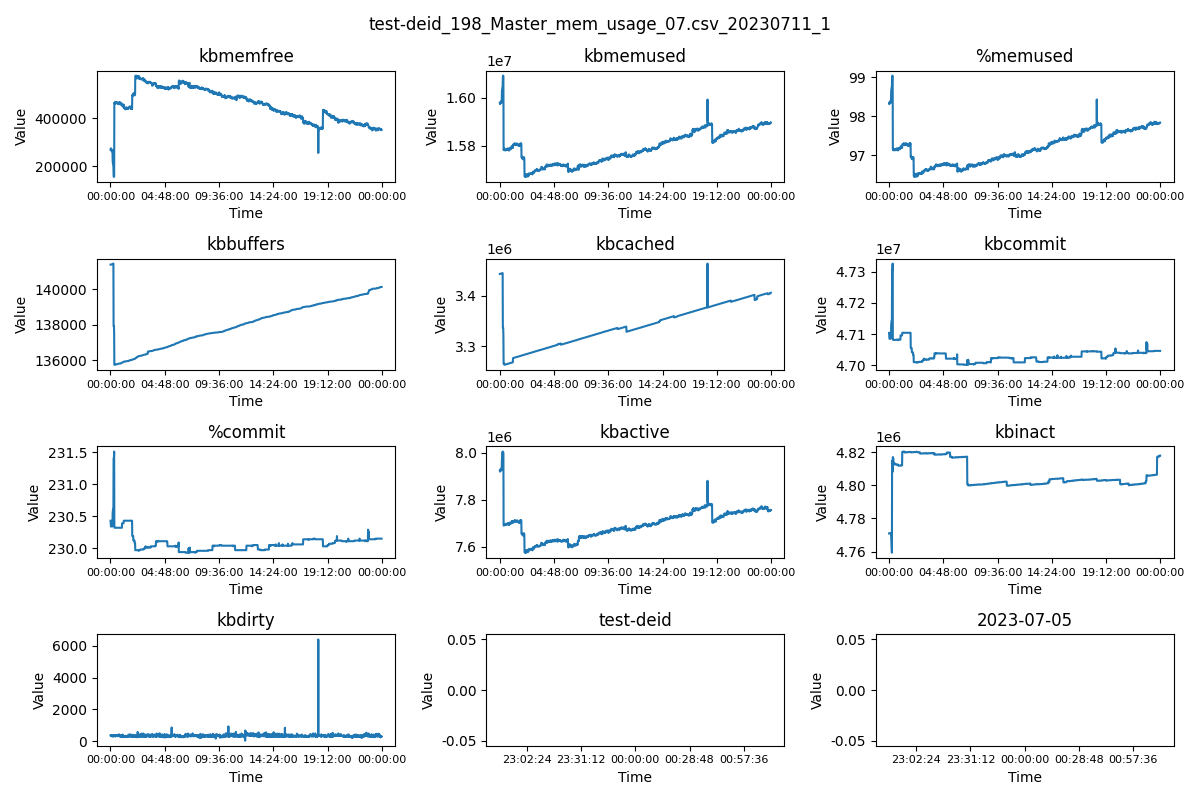 test-deid_198_Master_mem_usage_07.csv_20230711_1
kbmemfree
kbmemused
%memused
1e7
400000
200000
Value
00:00:00 04:48:00 09:36:00 14:24:00 19:12:00 00:00:00
Time
1.60
1.58
Value
00:00:00 04:48:00 09:36:00 14:24:00 19:12:00 00:00:00
Time
99
98
97
Value
00:00:00 04:48:00 09:36:00 14:24:00 19:12:00 00:00:00
Time
kbbuffers
kbcached
kbcommit
1e6
1e7
140000
138000
136000
Value
00:00:00 04:48:00 09:36:00 14:24:00 19:12:00 00:00:00
Time
3.4
3.3
Value
00:00:00 04:48:00 09:36:00 14:24:00 19:12:00 00:00:00
Time
4.73
4.72
4.71
4.70
Value
00:00:00 04:48:00 09:36:00 14:24:00 19:12:00 00:00:00
Time
%commit
kbactive
kbinact
1e6
1e6
231.5
231.0
230.5
230.0
Value
00:00:00 04:48:00 09:36:00 14:24:00 19:12:00 00:00:00
Time
8.0
7.8
7.6
Value
00:00:00 04:48:00 09:36:00 14:24:00 19:12:00 00:00:00
Time
4.82
4.80
4.78
4.76
Value
00:00:00 04:48:00 09:36:00 14:24:00 19:12:00 00:00:00
Time
kbdirty
test-deid
2023-07-05
6000
4000
2000
0
Value
00:00:00 04:48:00 09:36:00 14:24:00 19:12:00 00:00:00
Time
0.05
0.00
-0.05
Value
23:02:24 23:31:12 00:00:00 00:28:48 00:57:36
Time
0.05
0.00
-0.05
Value
23:02:24 23:31:12 00:00:00 00:28:48 00:57:36
Time